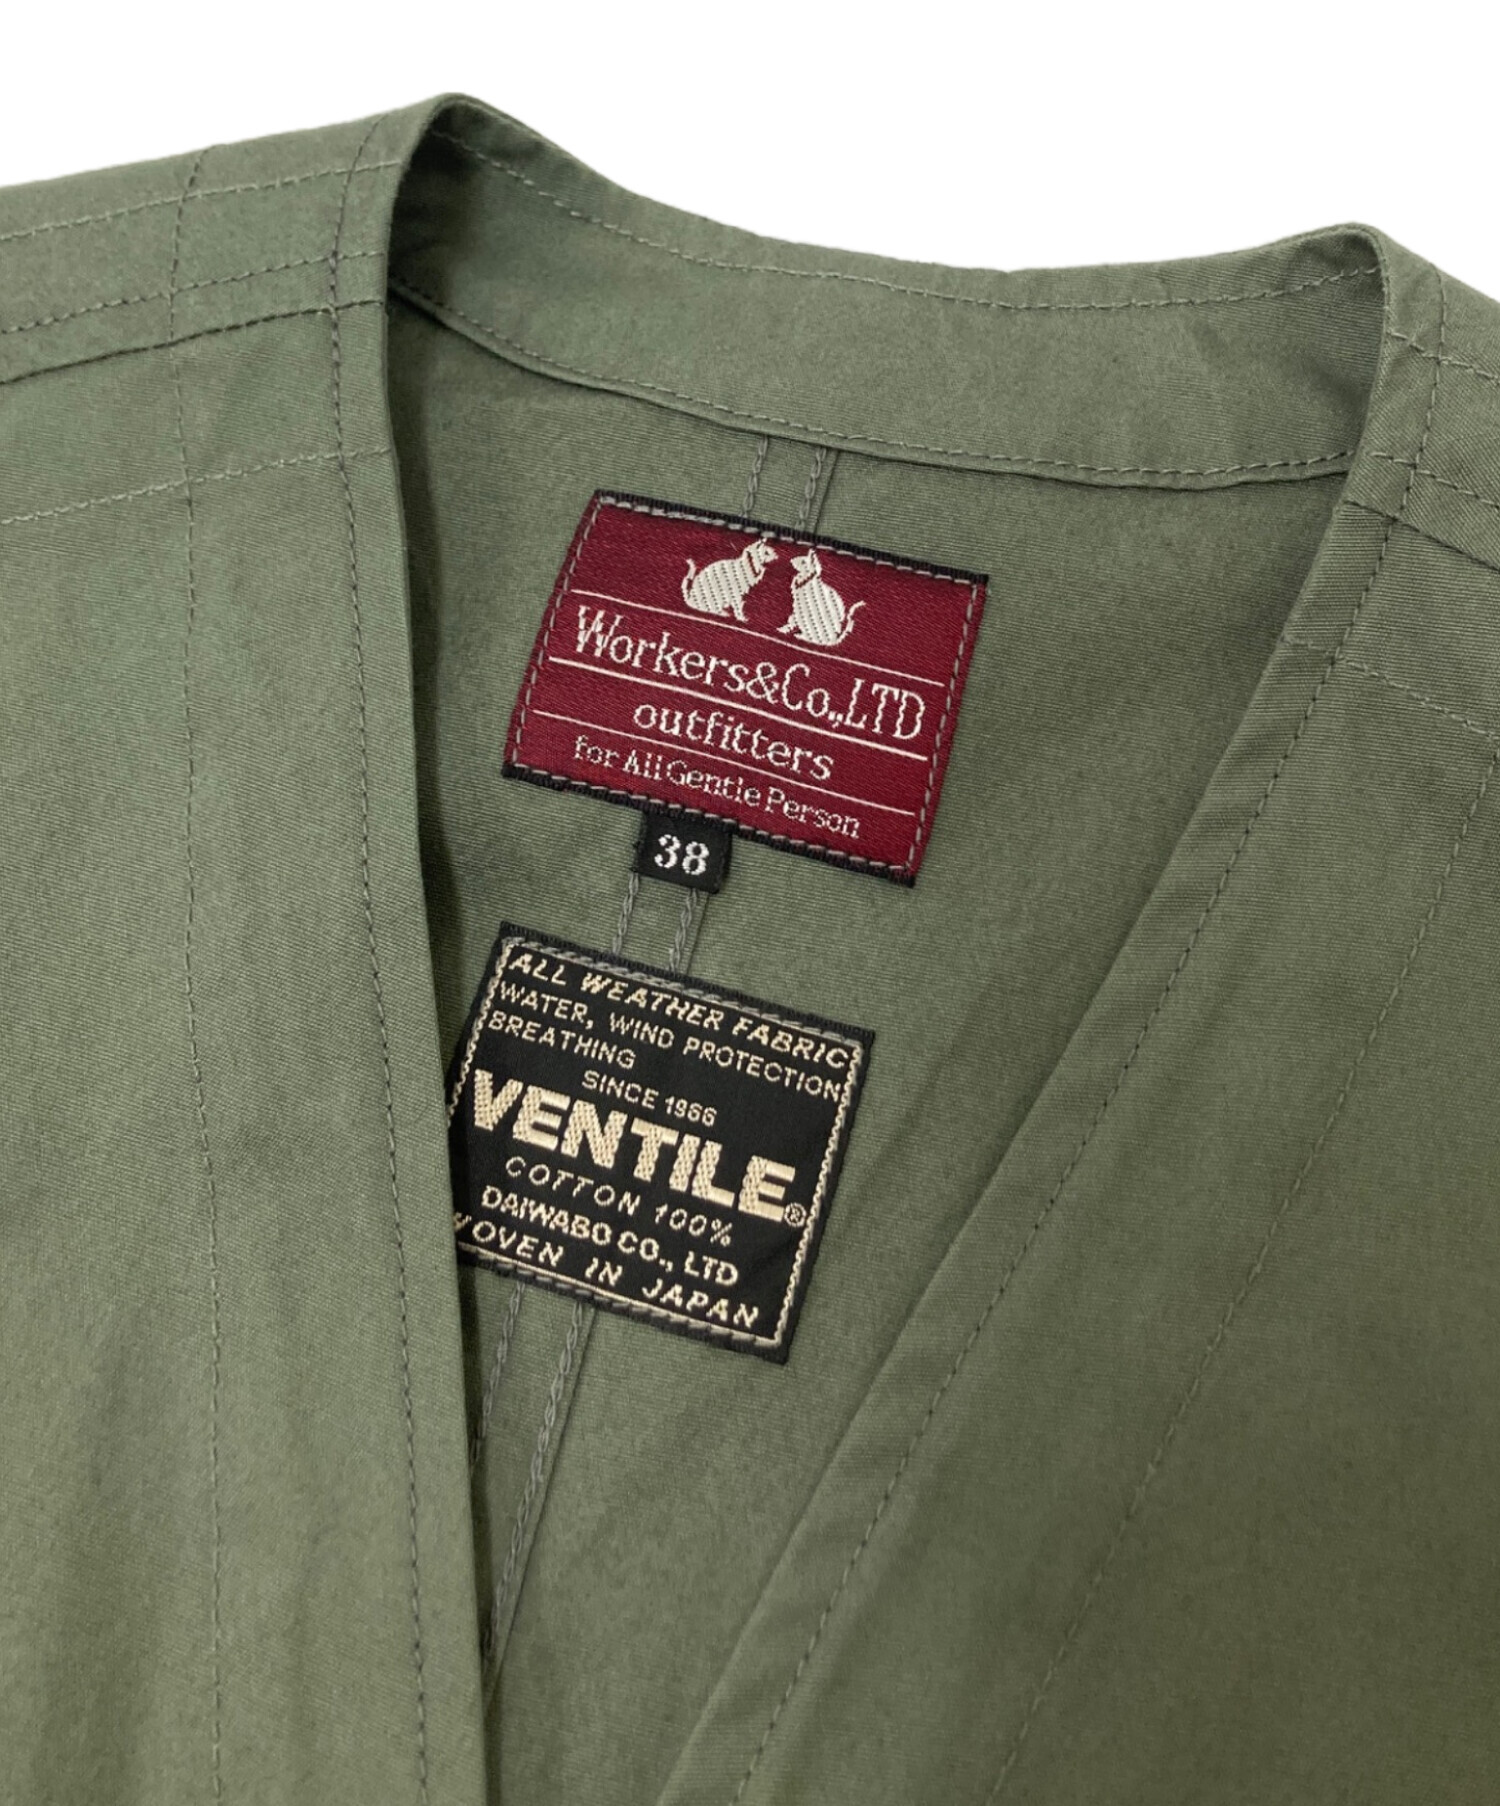 Workers&Co.,LTD
outfitters
for All Gentle Person
38
ALL WEATHER FABRIC
WATER, WIND PROTECTION
BREATHING
SINCE 1966
VENTILE®
COTTON 100%
DAIWABO CO., LTD
WOVEN IN JAPAN